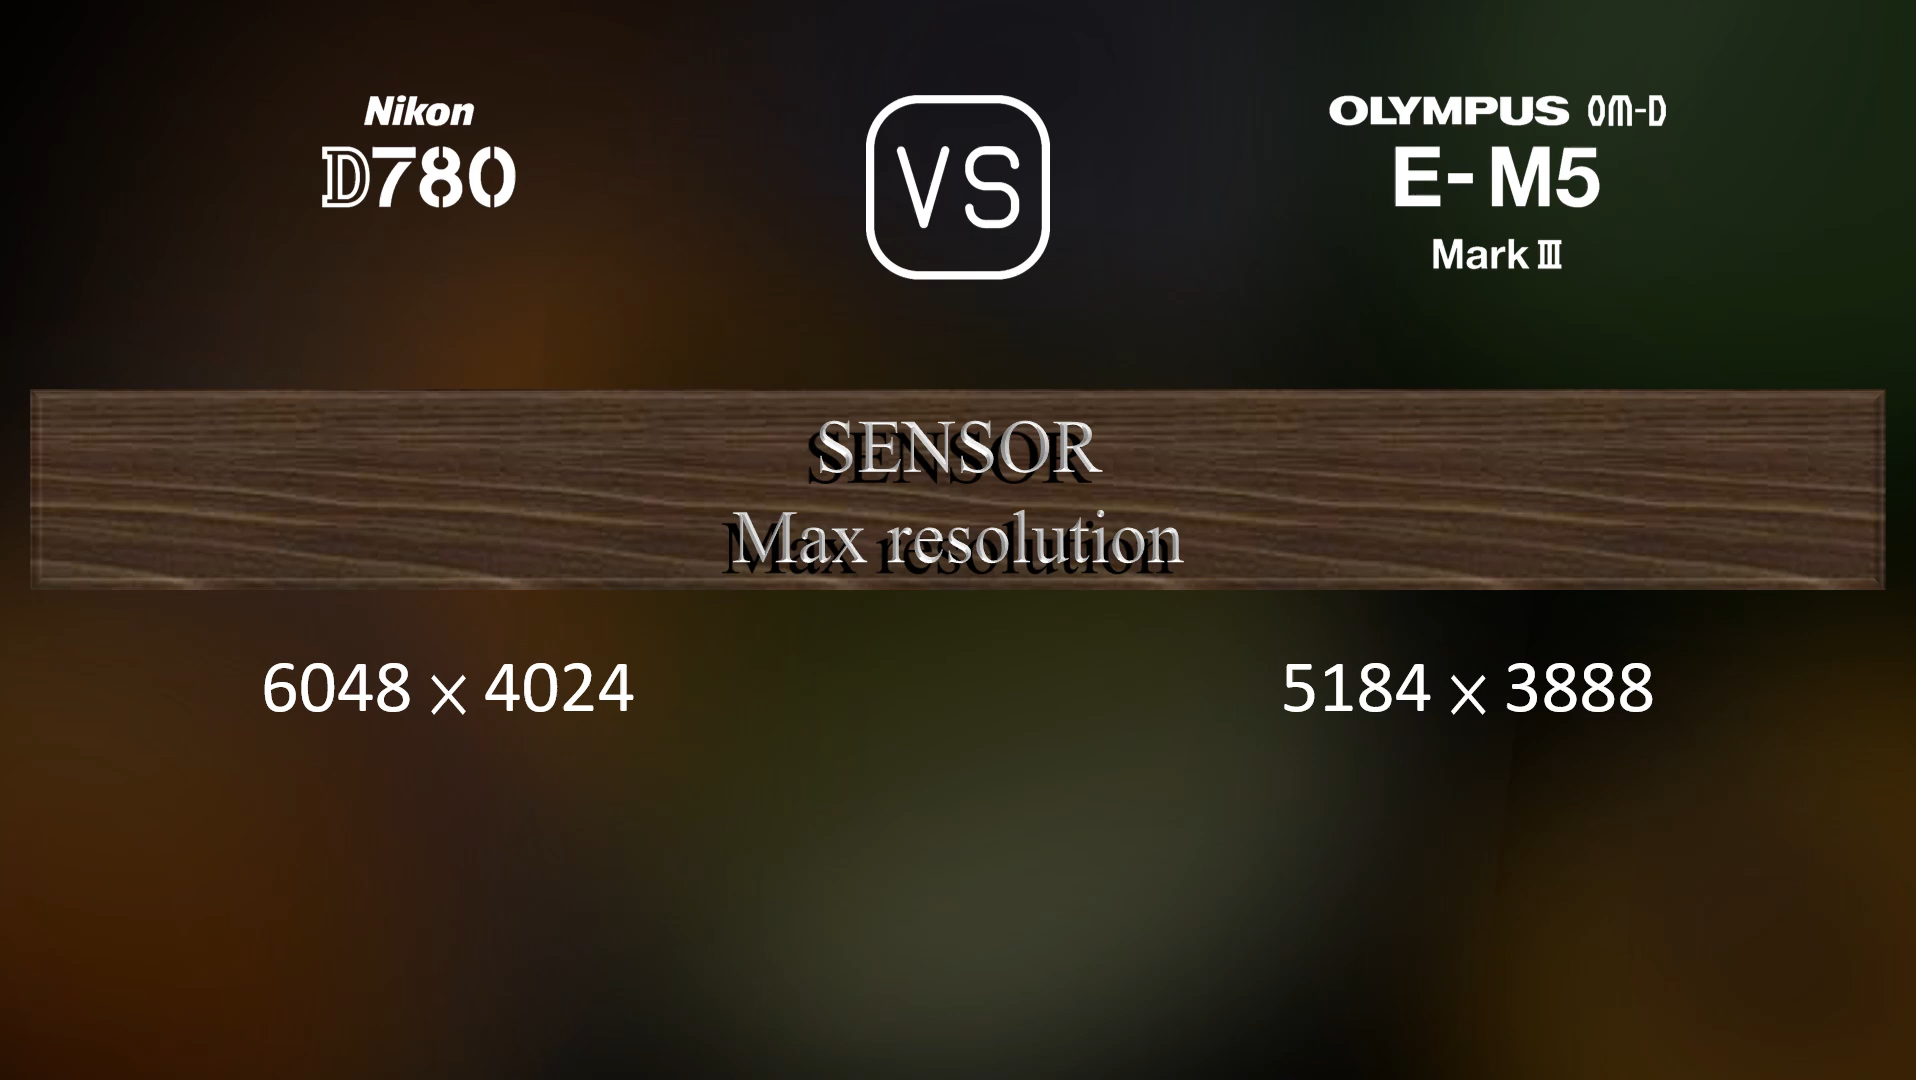 Nikon
D780
VS
OLYMPUS OM-D
E-M5
Mark III
SENSOR
Max resolution
6048 x 4024
5184 x 3888